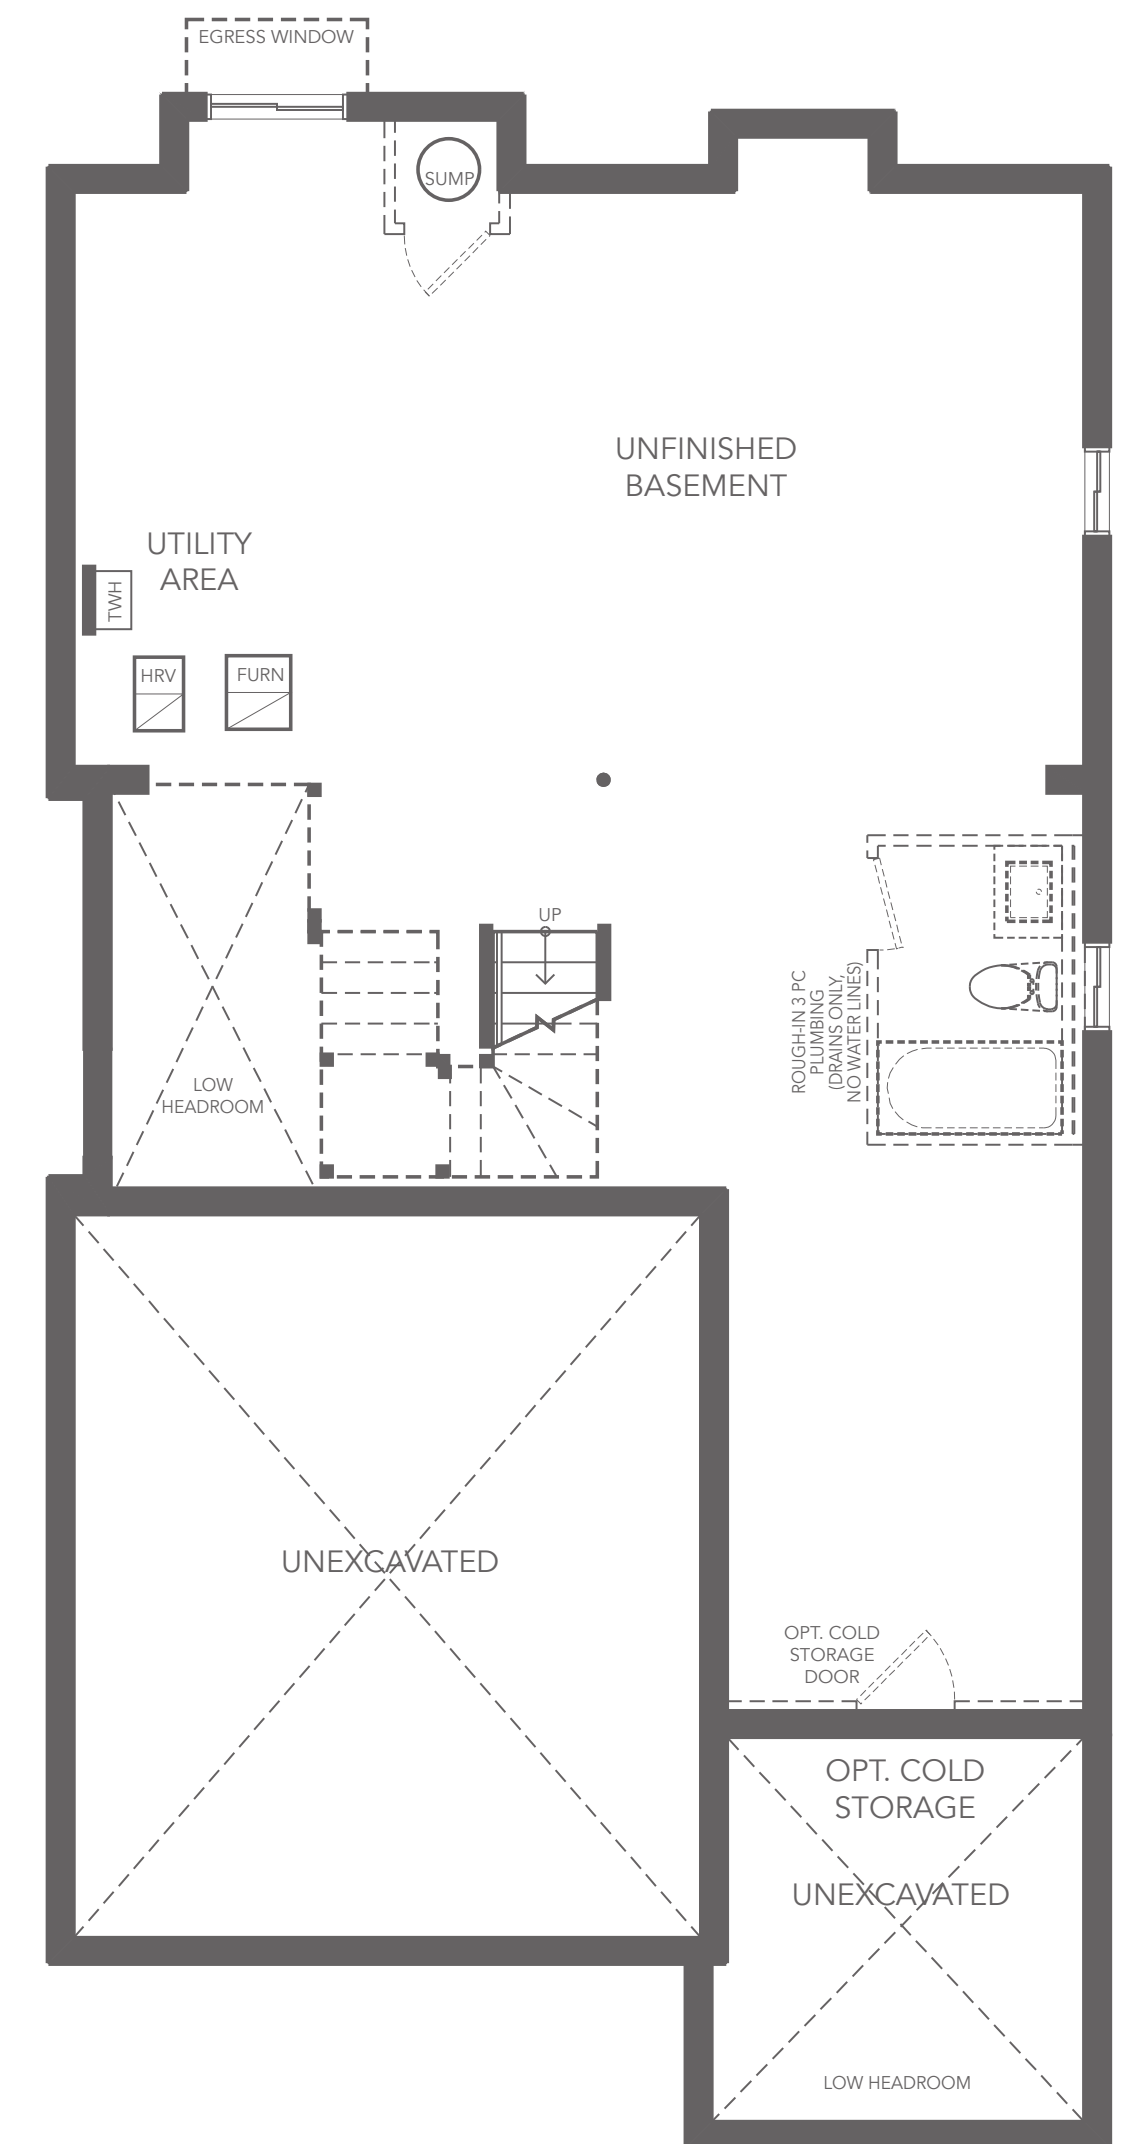 EGRESS WINDOW
SUMP
UNFINISHED
BASEMENT
UTILITY
AREA
TWH
HRV
FURN
UP
ROUGH-IN 3 PC
PLUMBING
(DRAINS ONLY,
NO WATER LINES)
LOW
HEADROOM
UNEXCAVATED
OPT. COLD
STORAGE
DOOR
OPT. COLD
STORAGE
UNEXCAVATED
LOW HEADROOM